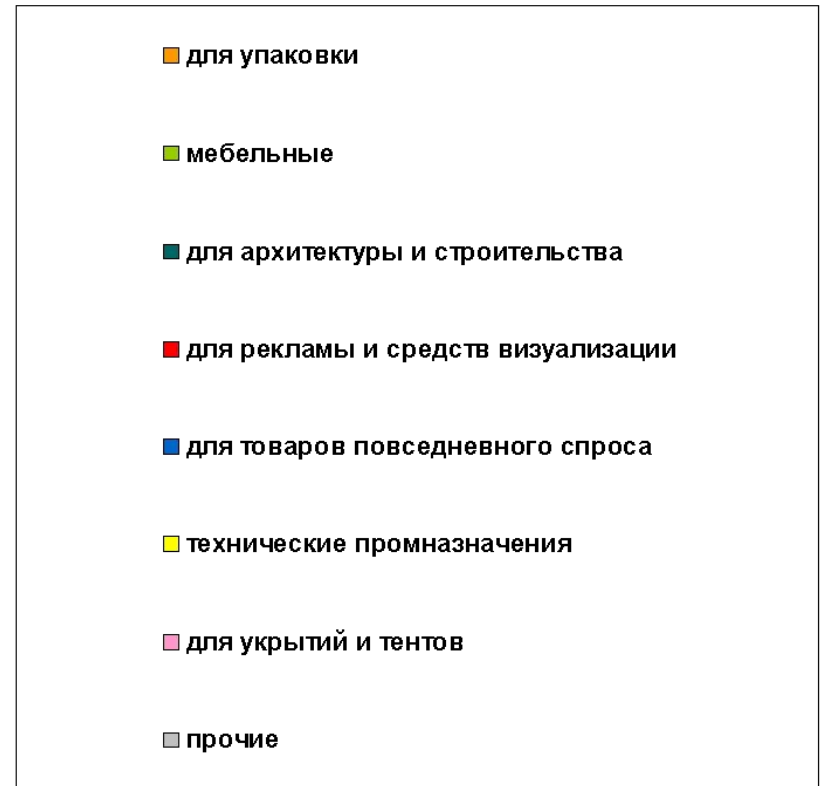 для упаковки
мебельные
для архитектуры и строительства
для рекламы и средств визуализации
для товаров повседневного спроса
технические промназначения
для укрытий и тентов
прочие